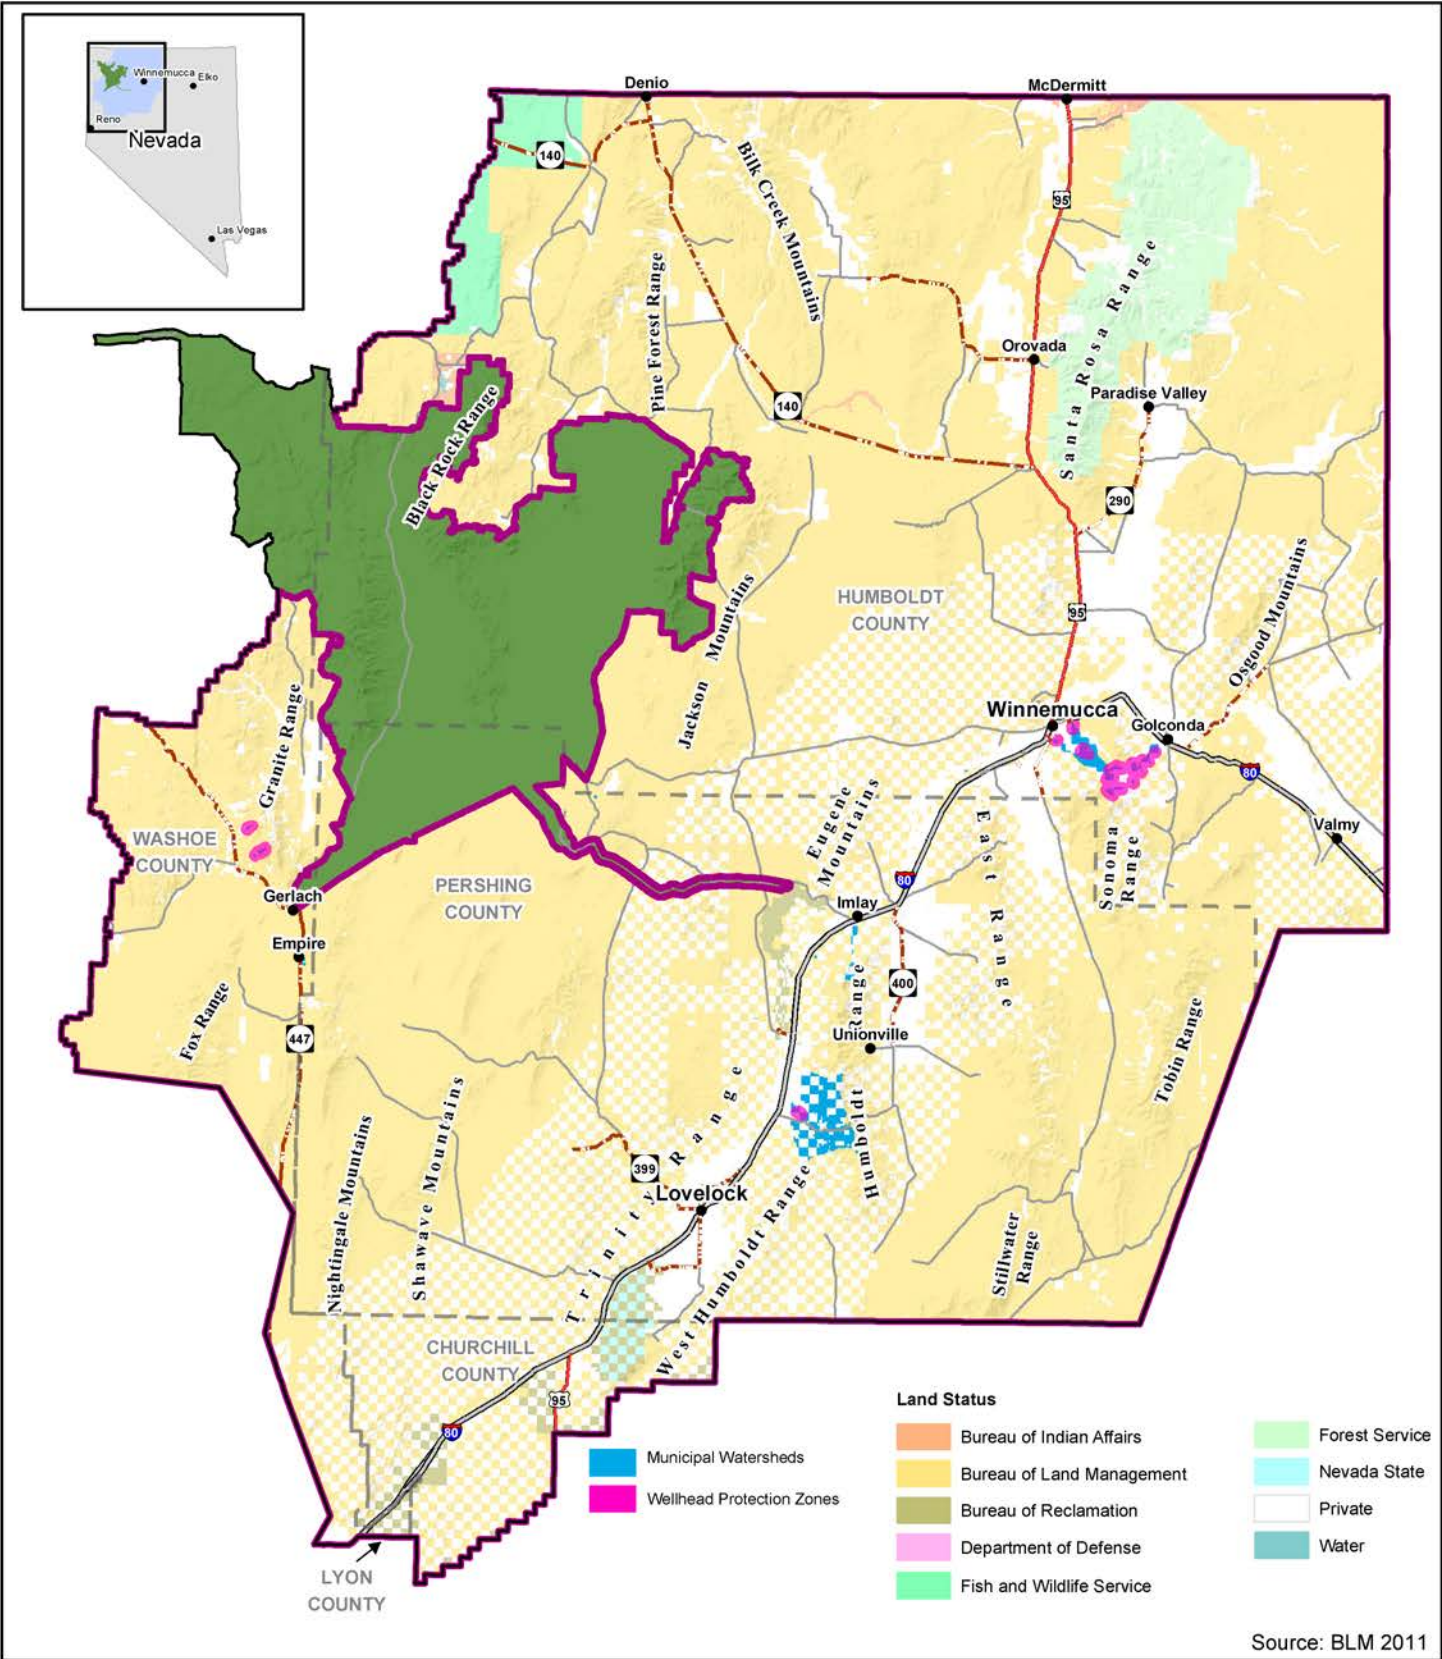 Winnemucca
Elko
Reno
Nevada
Las Vegas
Denio
McDermitt
140
Bilk Creek Mountains
95
Santa Rosa Range
Pine Forest Range
Orovada
Paradise Valley
140
Black Rock Range
290
Osgood Mountains
HUMBOLDT
COUNTY
95
Jackson Mountains
Granite Range
Winnemucca
Golconda
80
WASHOE
COUNTY
Eugene
Mountains
East Range
Sonoma
Range
Valmy
PERSHING
COUNTY
Gerlach
80
Imlay
Empire
400
Fox Range
447
Unionville
Tobin Range
Humboldt Range
Nightingale Mountains
Shawave Mountains
Trinity Range
399
Lovelock
West Humboldt Range
Stillwater
Range
CHURCHILL
COUNTY
95
80
LYON
COUNTY
Municipal Watersheds
Wellhead Protection Zones
Land Status
Bureau of Indian Affairs
Bureau of Land Management
Bureau of Reclamation
Department of Defense
Fish and Wildlife Service
Forest Service
Nevada State
Private
Water
Source: BLM 2011